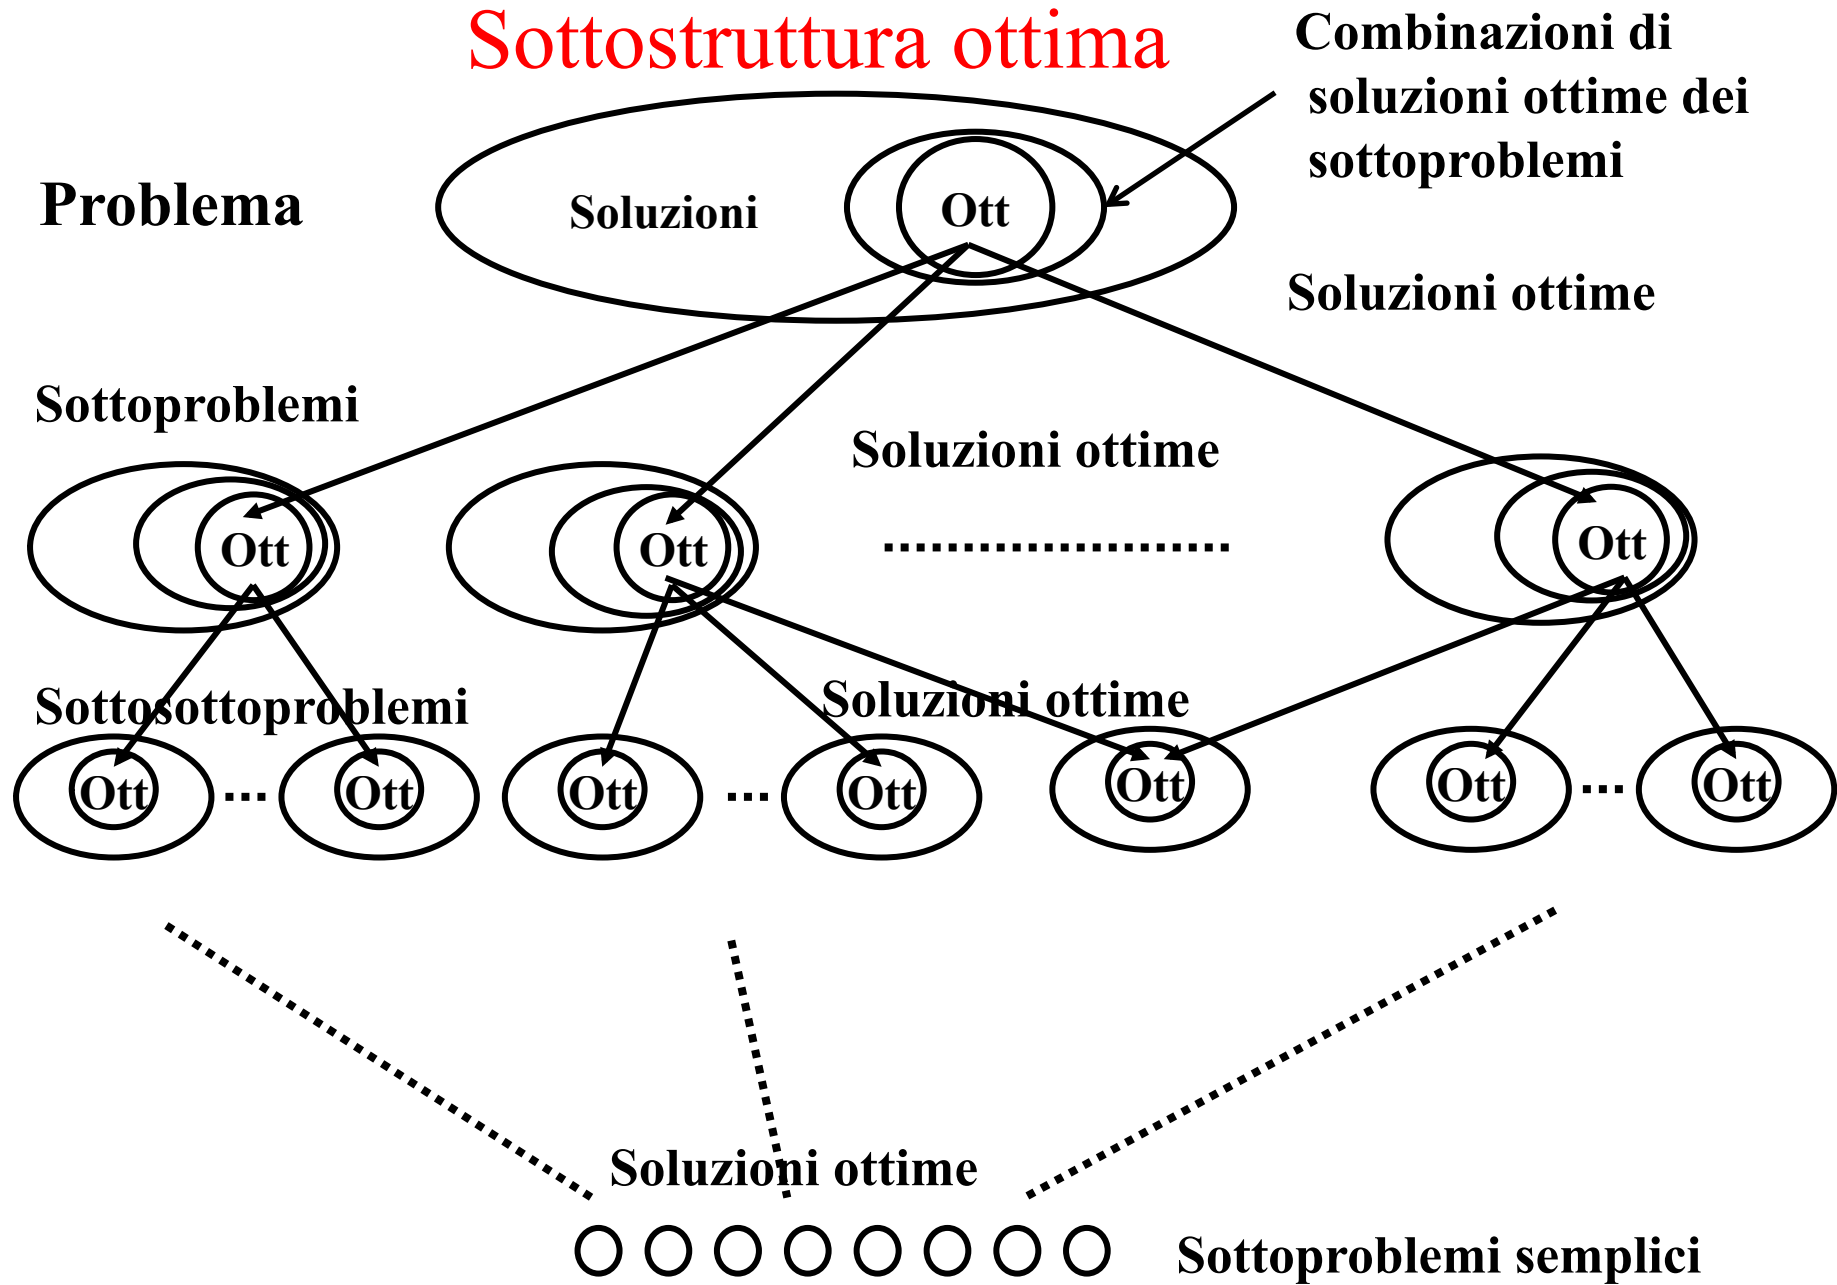 Sottostruttura ottima
Combinazioni di
soluzioni ottime dei
sottoproblemi
Problema
Soluzioni
Ott
Soluzioni ottime
Sottoproblemi
Soluzioni ottime
Ott
Ott
Ott
Sottosottoproblemi
Soluzioni ottime
Ott ... Ott
Ott ... Ott
Ott
Ott ... Ott
Soluzioni ottime
Sottoproblemi semplici